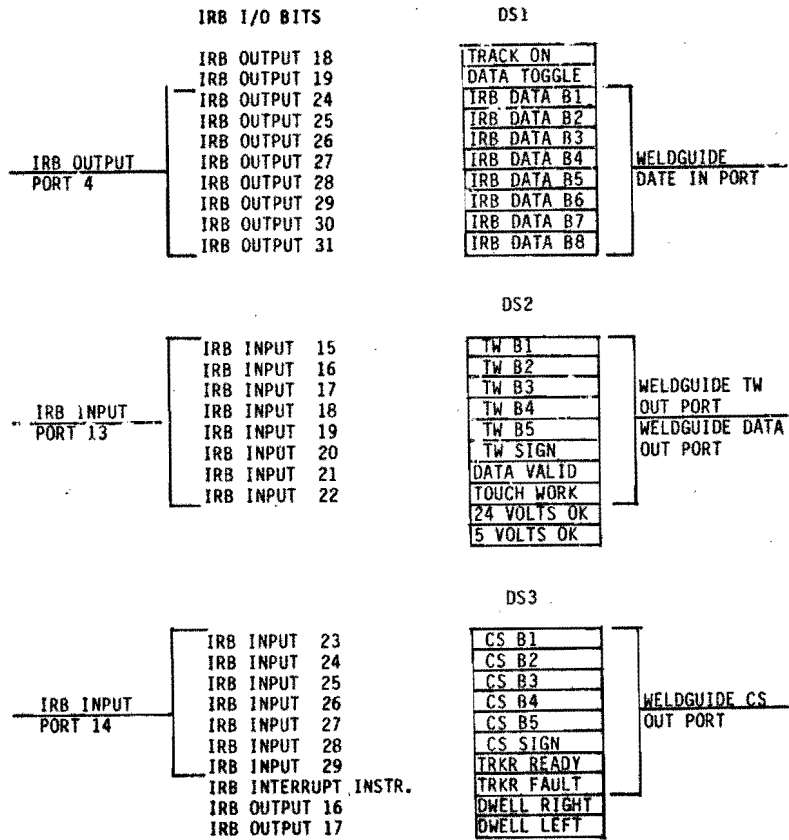 IRB I/O BITS DS1
IRB OUTPUT 18 TRACK ON
IRB OUTPUT 19 DATA TOGGLE
IRB OUTPUT 24 IRB DATA B1
IRB OUTPUT 25 IRB DATA B2
IRB OUTPUT 26 IRB DATA B3
IRB OUTPUT IRB OUTPUT 27 IRB DATA B4 WELDGUIDE
PORT 4 IRB OUTPUT 28 IRB DATA B5 DATE IN PORT
IRB OUTPUT 29 IRB DATA B6
IRB OUTPUT 30 IRB DATA B7
IRB OUTPUT 31 IRB DATA B8
DS2
IRB INPUT 15 TW B1
IRB INPUT 16 TW B2
IRB INPUT 17 TW B3 WELDGUIDE TW
IRB INPUT IRB INPUT 18 TW B4 OUT PORT
PORT 13 IRB INPUT 19 TW B5 WELDGUIDE DATA
IRB INPUT 20 TW SIGN OUT PORT
IRB INPUT 21 DATA VALID
IRB INPUT 22 TOUCH WORK
24 VOLTS OK
5 VOLTS OK
DS3
IRB INPUT 23 CS B1
IRB INPUT 24 CS B2
IRB INPUT 25 CS B3
IRB INPUT IRB INPUT 26 CS B4 WELDGUIDE CS
PORT 14 IRB INPUT 27 CS B5 OUT PORT
IRB INPUT 28 CS SIGN
IRB INPUT 29 TRKR READY
IRB INTERRUPT INSTR. TRKR FAULT
IRB OUTPUT 16 DWELL RIGHT
IRB OUTPUT 17 DWELL LEFT